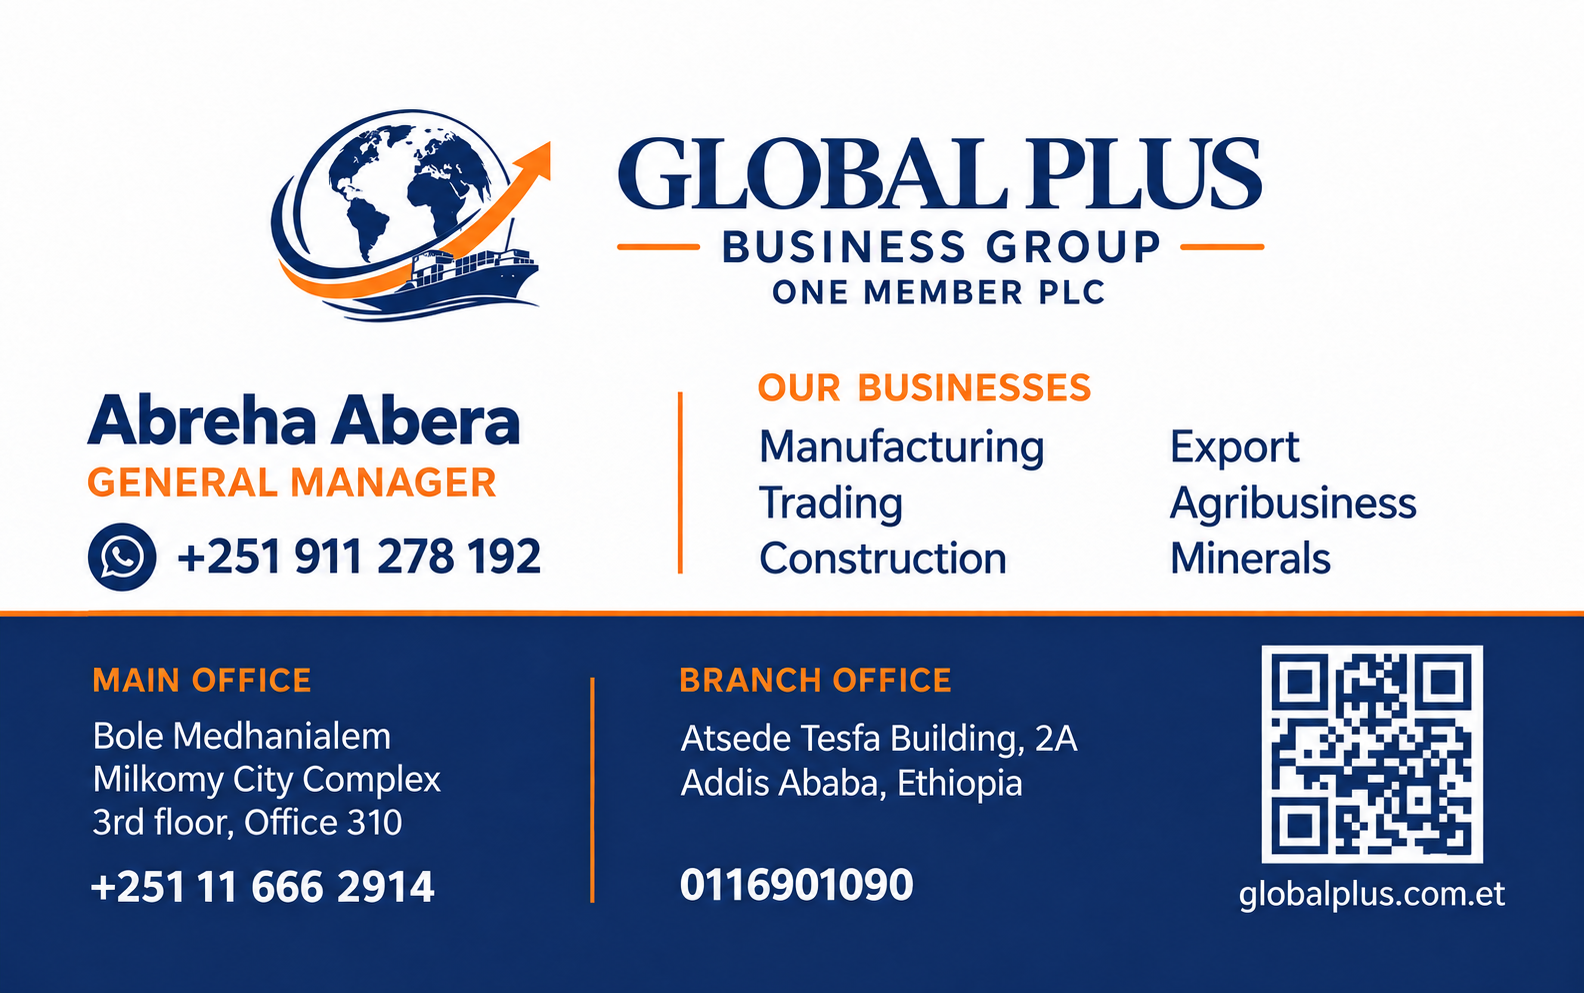 GLOBAL PLUS
BUSINESS GROUP
ONE MEMBER PLC
Abreha Abera
GENERAL MANAGER
+251 911 278 192
OUR BUSINESSES
Manufacturing
Trading
Construction
Export
Agribusiness
Minerals
MAIN OFFICE
Bole Medhanialem
Milkomy City Complex
3rd floor, Office 310
+251 11 666 2914
BRANCH OFFICE
Atsede Tesfa Building, 2A
Addis Ababa, Ethiopia
0116901090
globalplus.com.et